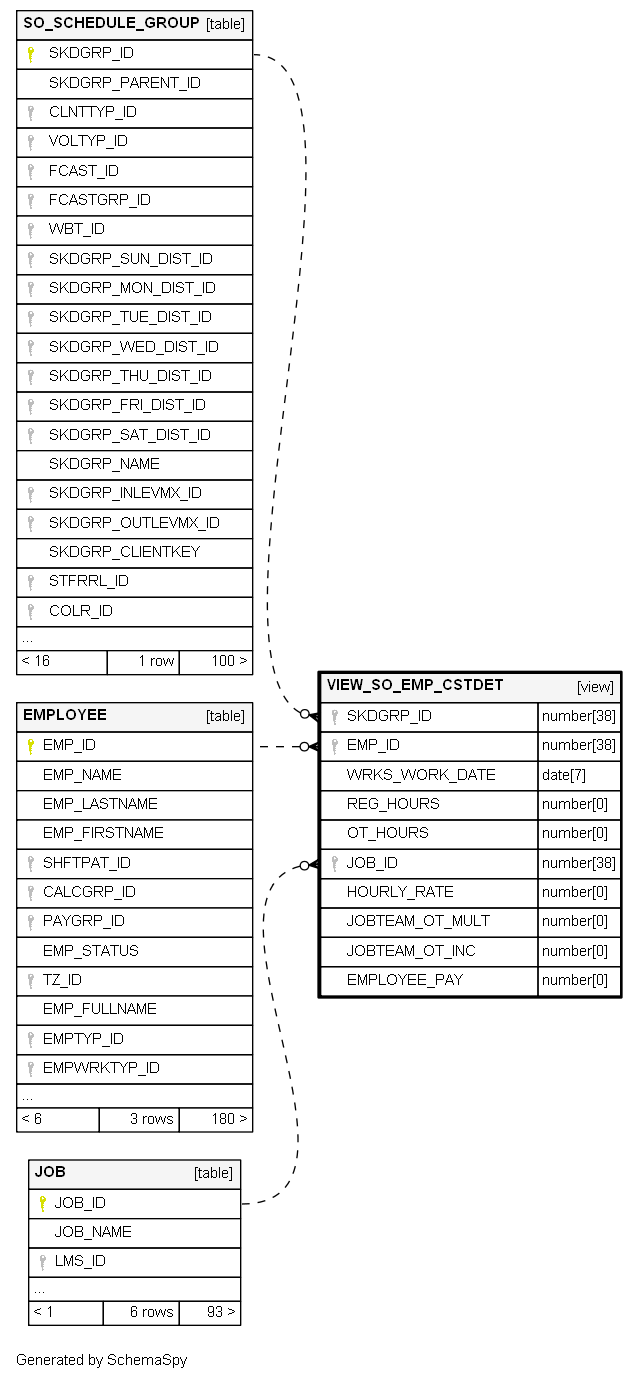 SO_SCHEDULE_GROUP [table]
SKDGRP_ID
SKDGRP_PARENT_ID
CLNTTYP_ID
VOLTYP_ID
FCAST_ID
FCASTGRP_ID
WBT_ID
SKDGRP_SUN_DIST_ID
SKDGRP_MON_DIST_ID
SKDGRP_TUE_DIST_ID
SKDGRP_WED_DIST_ID
SKDGRP_THU_DIST_ID
SKDGRP_FRI_DIST_ID
SKDGRP_SAT_DIST_ID
SKDGRP_NAME
SKDGRP_INLEVMX_ID
SKDGRP_OUTLEVMX_ID
SKDGRP_CLIENTKEY
STFRRL_ID
COLR_ID
...
< 16 1 row 100 >
EMPLOYEE [table]
EMP_ID
EMP_NAME
EMP_LASTNAME
EMP_FIRSTNAME
SHFTPAT_ID
CALCGRP_ID
PAYGRP_ID
EMP_STATUS
TZ_ID
EMP_FULLNAME
EMPTYP_ID
EMPWRKTYP_ID
...
< 6 3 rows 180 >
JOB [table]
JOB_ID
JOB_NAME
LMS_ID
...
< 1 6 rows 93 >
VIEW_SO_EMP_CSTDET [view]
SKDGRP_ID number[38]
EMP_ID number[38]
WRKS_WORK_DATE date[7]
REG_HOURS number[0]
OT_HOURS number[0]
JOB_ID number[38]
HOURLY_RATE number[0]
JOBTEAM_OT_MULT number[0]
JOBTEAM_OT_INC number[0]
EMPLOYEE_PAY number[0]
Generated by SchemaSpy